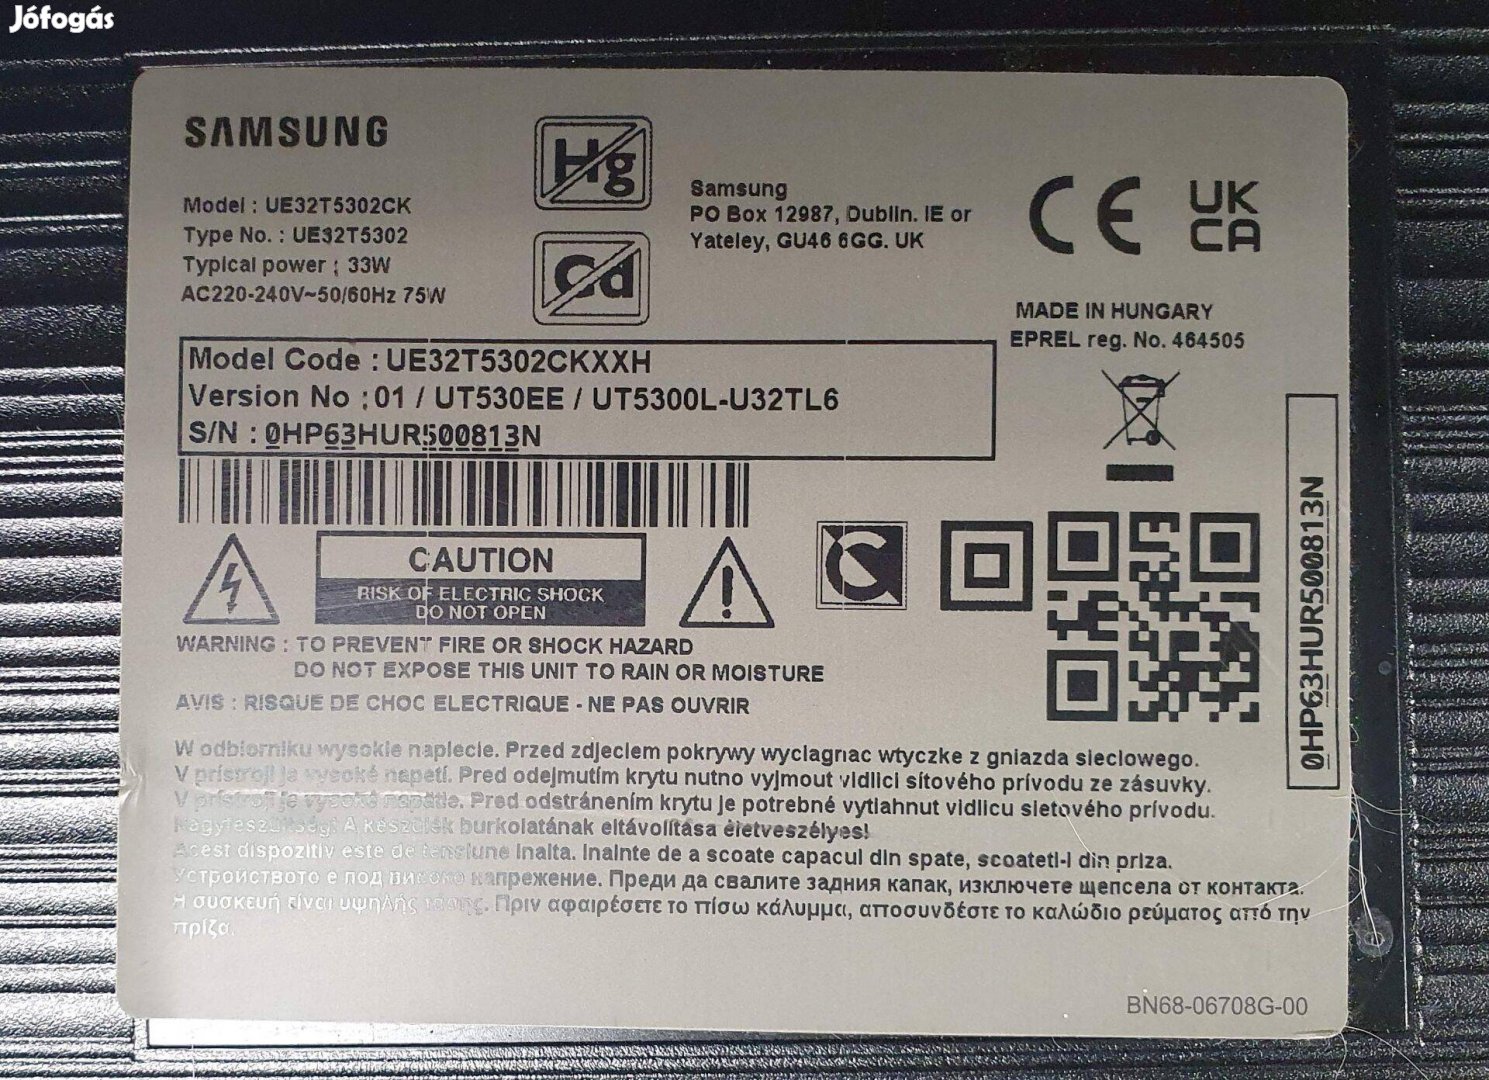 Jófogás
SAMSUNG
Model : UE32T5302CK
Type No. : UE32T5302
Typical power : 33W
AC220-240V~50/60Hz 75W
Hg
Cd
Samsung
PO Box 12987, Dublin. IE or
Yateley, GU46 6GG. UK
CE
UK
CA
MADE IN HUNGARY
EPREL reg. No. 464505
Model Code : UE32T5302CKXXH
Version No : 01 / UT530EE / UT5300L-U32TL6
S/N : 0HP63HUR500813N
0HP63HUR500813N
CAUTION
RISK OF ELECTRIC SHOCK
DO NOT OPEN
WARNING : TO PREVENT FIRE OR SHOCK HAZARD
DO NOT EXPOSE THIS UNIT TO RAIN OR MOISTURE
AVIS : RISQUE DE CHOC ELECTRIQUE - NE PAS OUVRIR
W odbiorniku wysokie napiecie. Przed zdjeciem pokrywy wyciagnac wtyczke z gniazda sieciowego.
V prístroji je vysoké napetí. Pred odejmutím krytu nutno vyjmout vidlici sítového prívodu ze zásuvky.
V prístroji je vysoké napätie. Pred odstránením krytu je potrebné vytiahnut vidlicu sietového prívodu.
Nagyfeszültség! A készülék burkolatának eltávolítása életveszélyes!
Acest dispozitiv este de tensiune inalta. Inainte de a scoate capacul din spate, scoateti-l din priza.
Устройството е под високо напрежение. Преди да свалите задния капак, изключете щепсела от контакта.
Η συσκευή είναι υψηλής τάσης. Πριν αφαιρέσετε το πίσω κάλυμμα, αποσυνδέστε το καλώδιο ρεύματος από την
πρίζα.
BN68-06708G-00